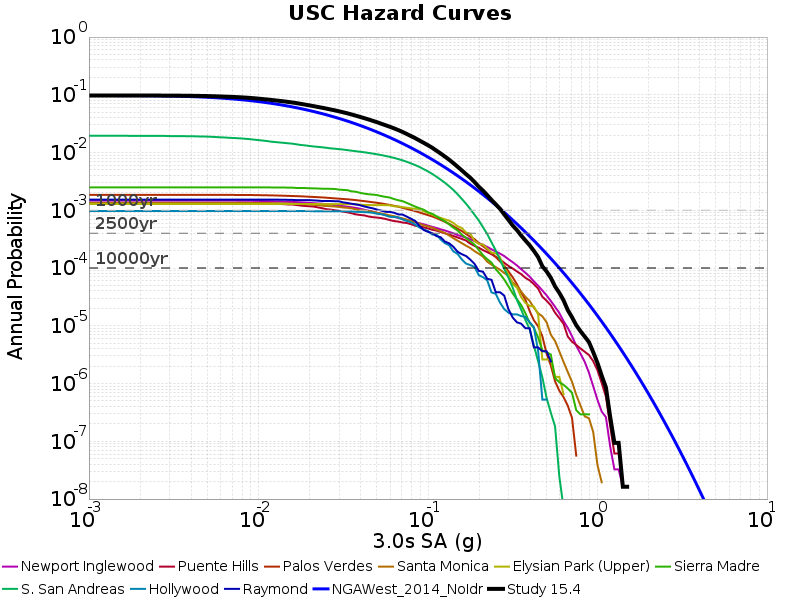 USC Hazard Curves
10^0
10^-1
10^-2
10^-3
10^-4
10^-5
10^-6
10^-7
10^-8
Annual Probability
1000yr
2500yr
10000yr
10^-3 10^-2 10^-1 10^0 10^1
3.0s SA (g)
Newport Inglewood Puente Hills Palos Verdes Santa Monica Elysian Park (Upper) Sierra Madre
S. San Andreas Hollywood Raymond NGAWest_2014_NoIdr Study 15.4